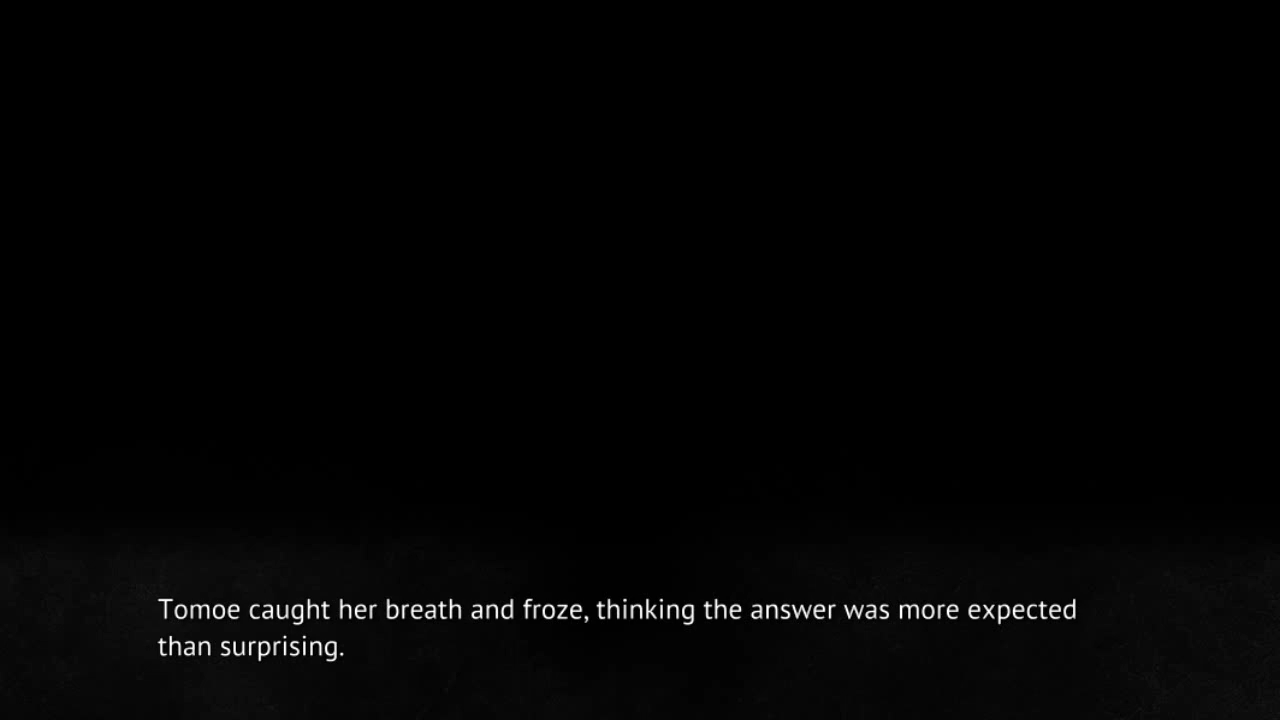 Tomoe caught her breath and froze, thinking the answer was more expected
than surprising.